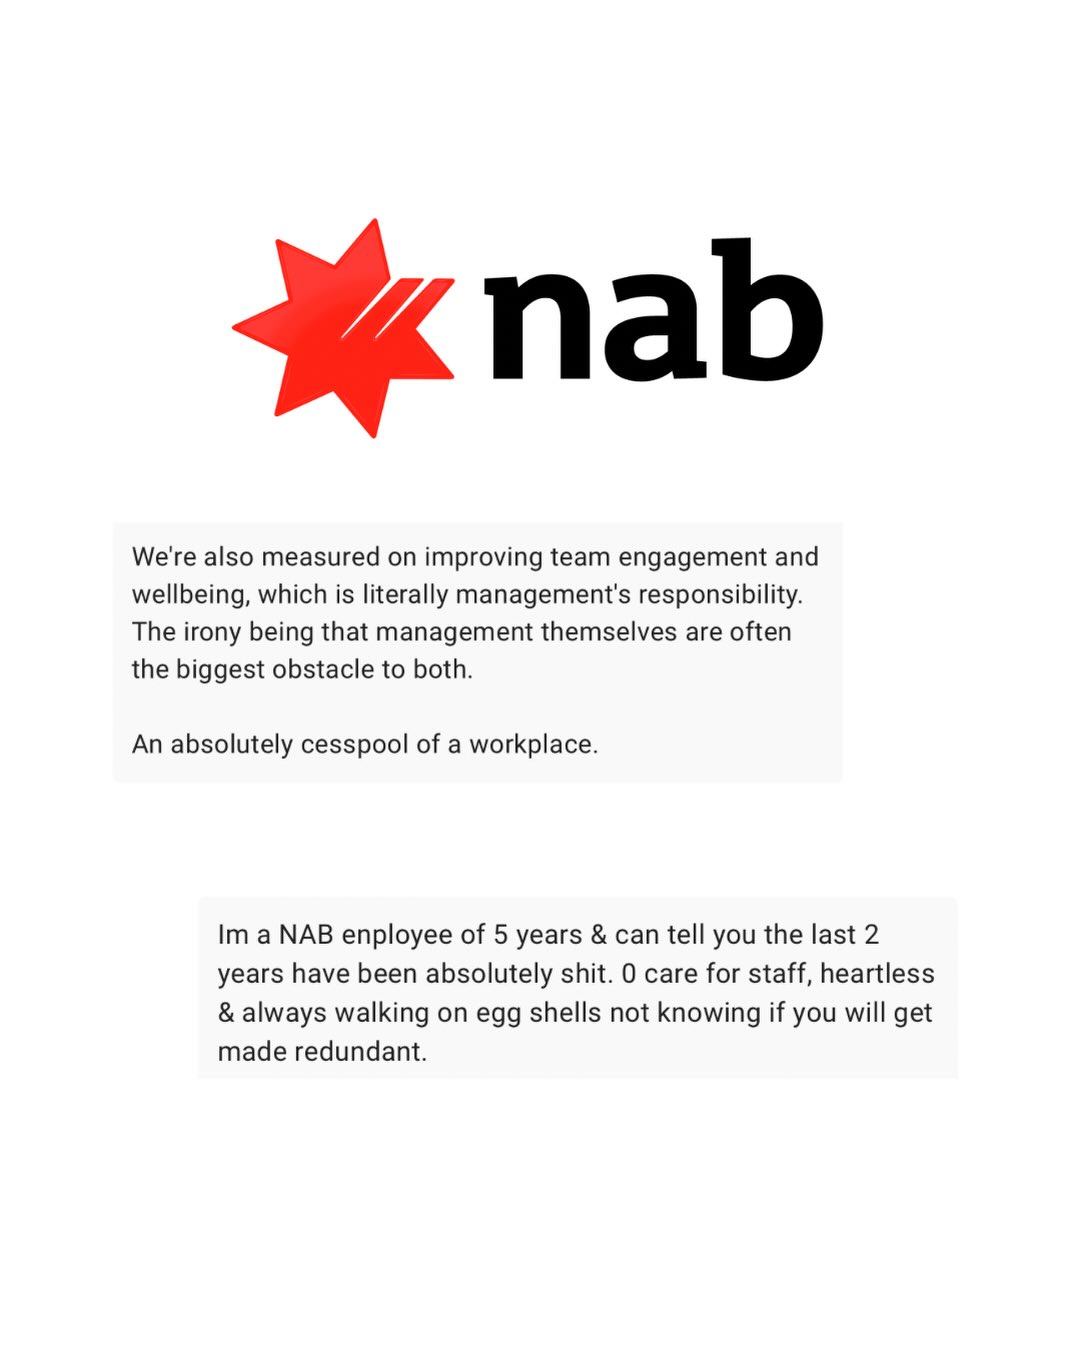 nab
We're also measured on improving team engagement and
wellbeing, which is literally management's responsibility.
The irony being that management themselves are often
the biggest obstacle to both.
An absolutely cesspool of a workplace.
Im a NAB enployee of 5 years & can tell you the last 2
years have been absolutely shit. 0 care for staff, heartless
& always walking on egg shells not knowing if you will get
made redundant.